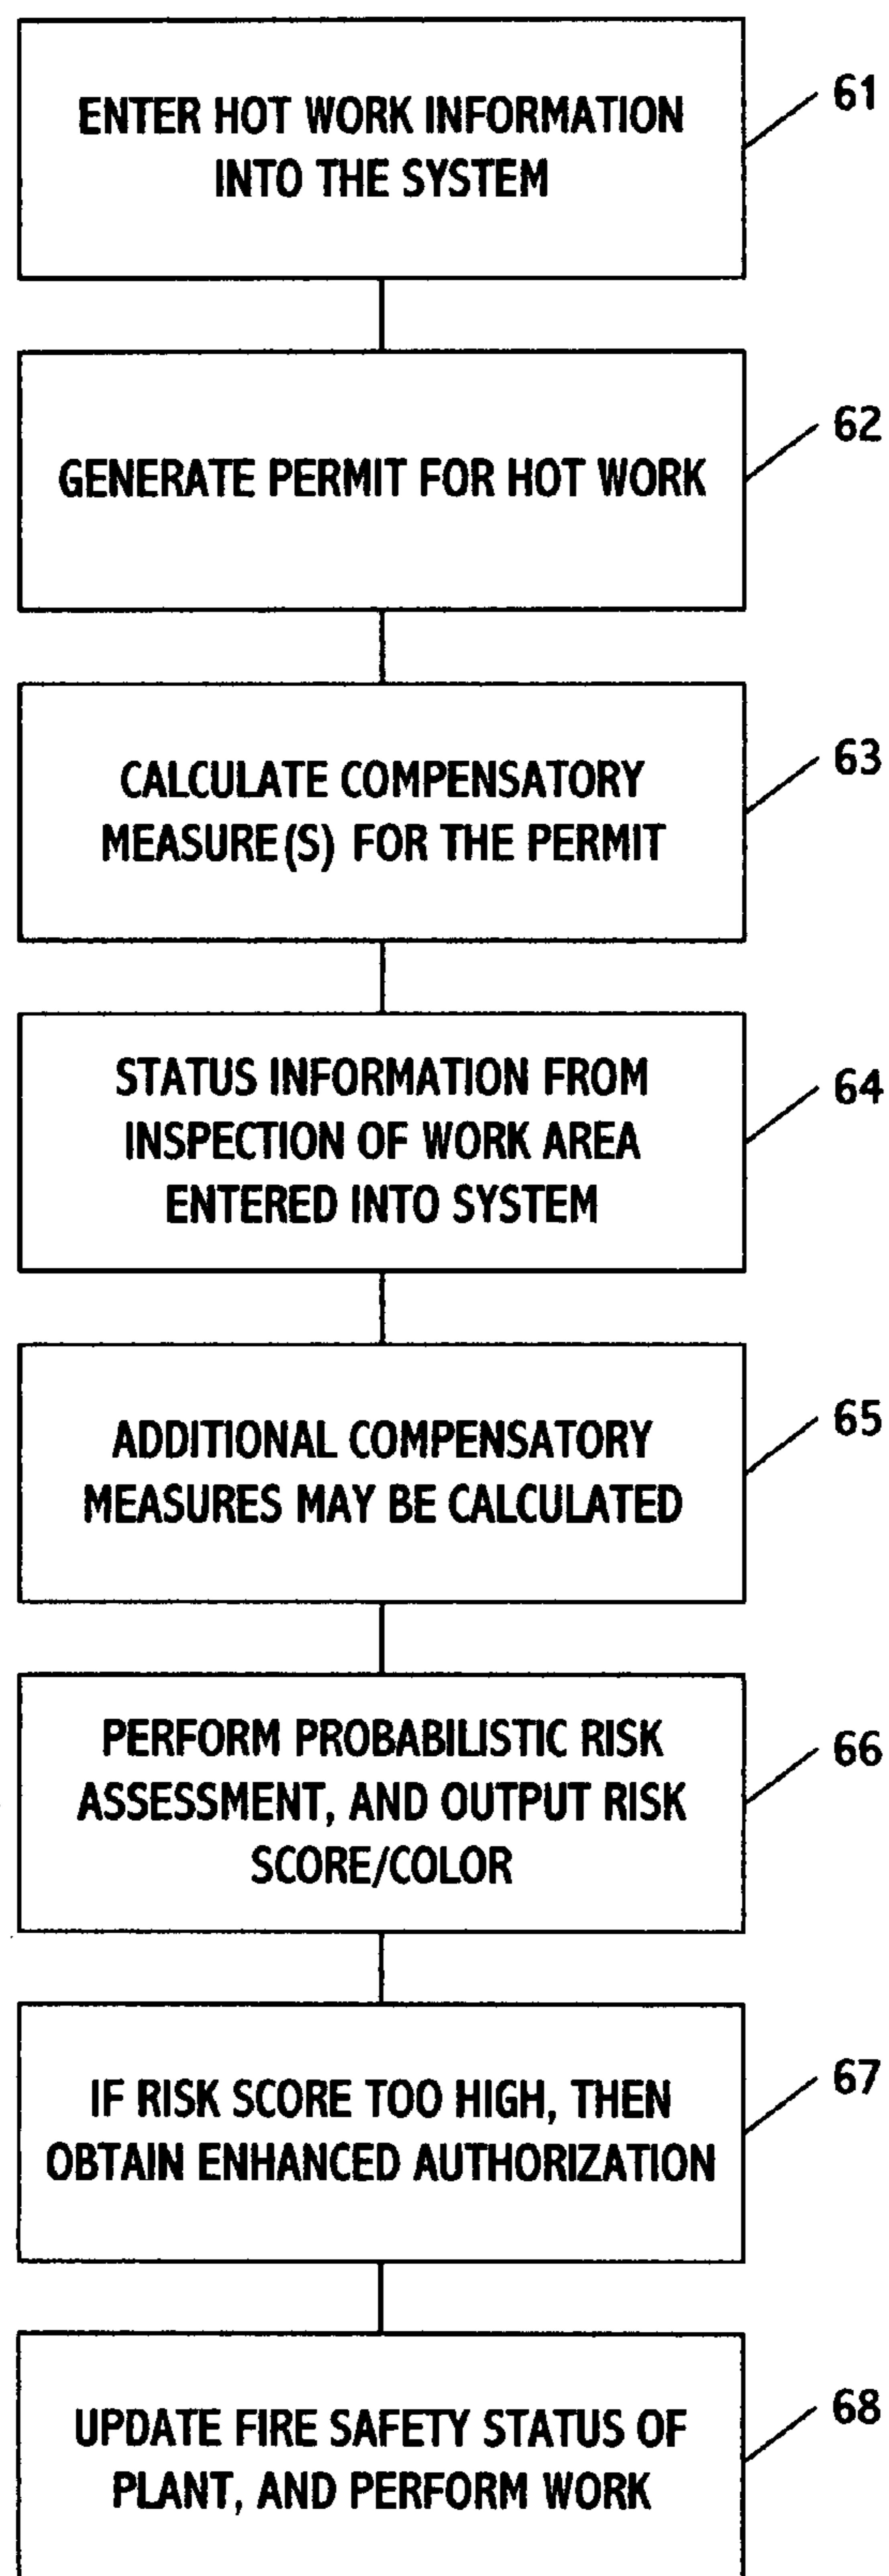 ENTER HOT WORK INFORMATION
INTO THE SYSTEM
61
GENERATE PERMIT FOR HOT WORK
62
CALCULATE COMPENSATORY
MEASURE(S) FOR THE PERMIT
63
STATUS INFORMATION FROM
INSPECTION OF WORK AREA
ENTERED INTO SYSTEM
64
ADDITIONAL COMPENSATORY
MEASURES MAY BE CALCULATED
65
PERFORM PROBABILISTIC RISK
ASSESSMENT, AND OUTPUT RISK
SCORE/COLOR
66
IF RISK SCORE TOO HIGH, THEN
OBTAIN ENHANCED AUTHORIZATION
67
UPDATE FIRE SAFETY STATUS OF
PLANT, AND PERFORM WORK
68